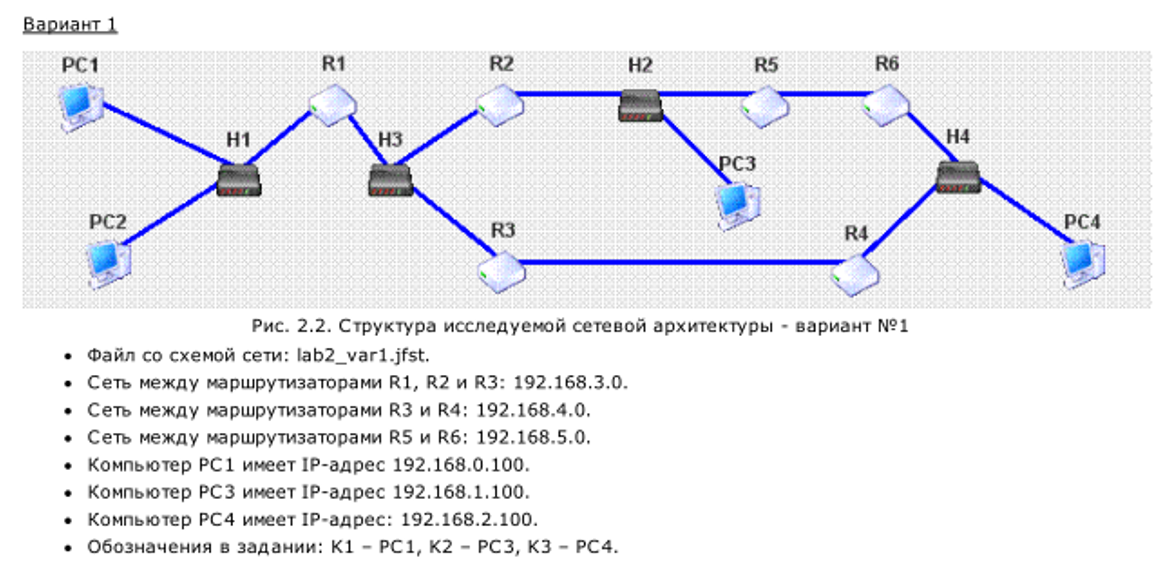 Вариант 1
PC1
R1
R2
H2
R5
R6
H1
H3
H4
PC3
PC2
R3
R4
PC4
Рис. 2.2. Структура исследуемой сетевой архитектуры - вариант №1
• Файл со схемой сети: lab2_var1.jfst.
• Сеть между маршрутизаторами R1, R2 и R3: 192.168.3.0.
• Сеть между маршрутизаторами R3 и R4: 192.168.4.0.
• Сеть между маршрутизаторами R5 и R6: 192.168.5.0.
• Компьютер PC1 имеет IP-адрес 192.168.0.100.
• Компьютер PC3 имеет IP-адрес 192.168.1.100.
• Компьютер PC4 имеет IP-адрес: 192.168.2.100.
• Обозначения в задании: K1 – PC1, K2 – PC3, K3 – PC4.